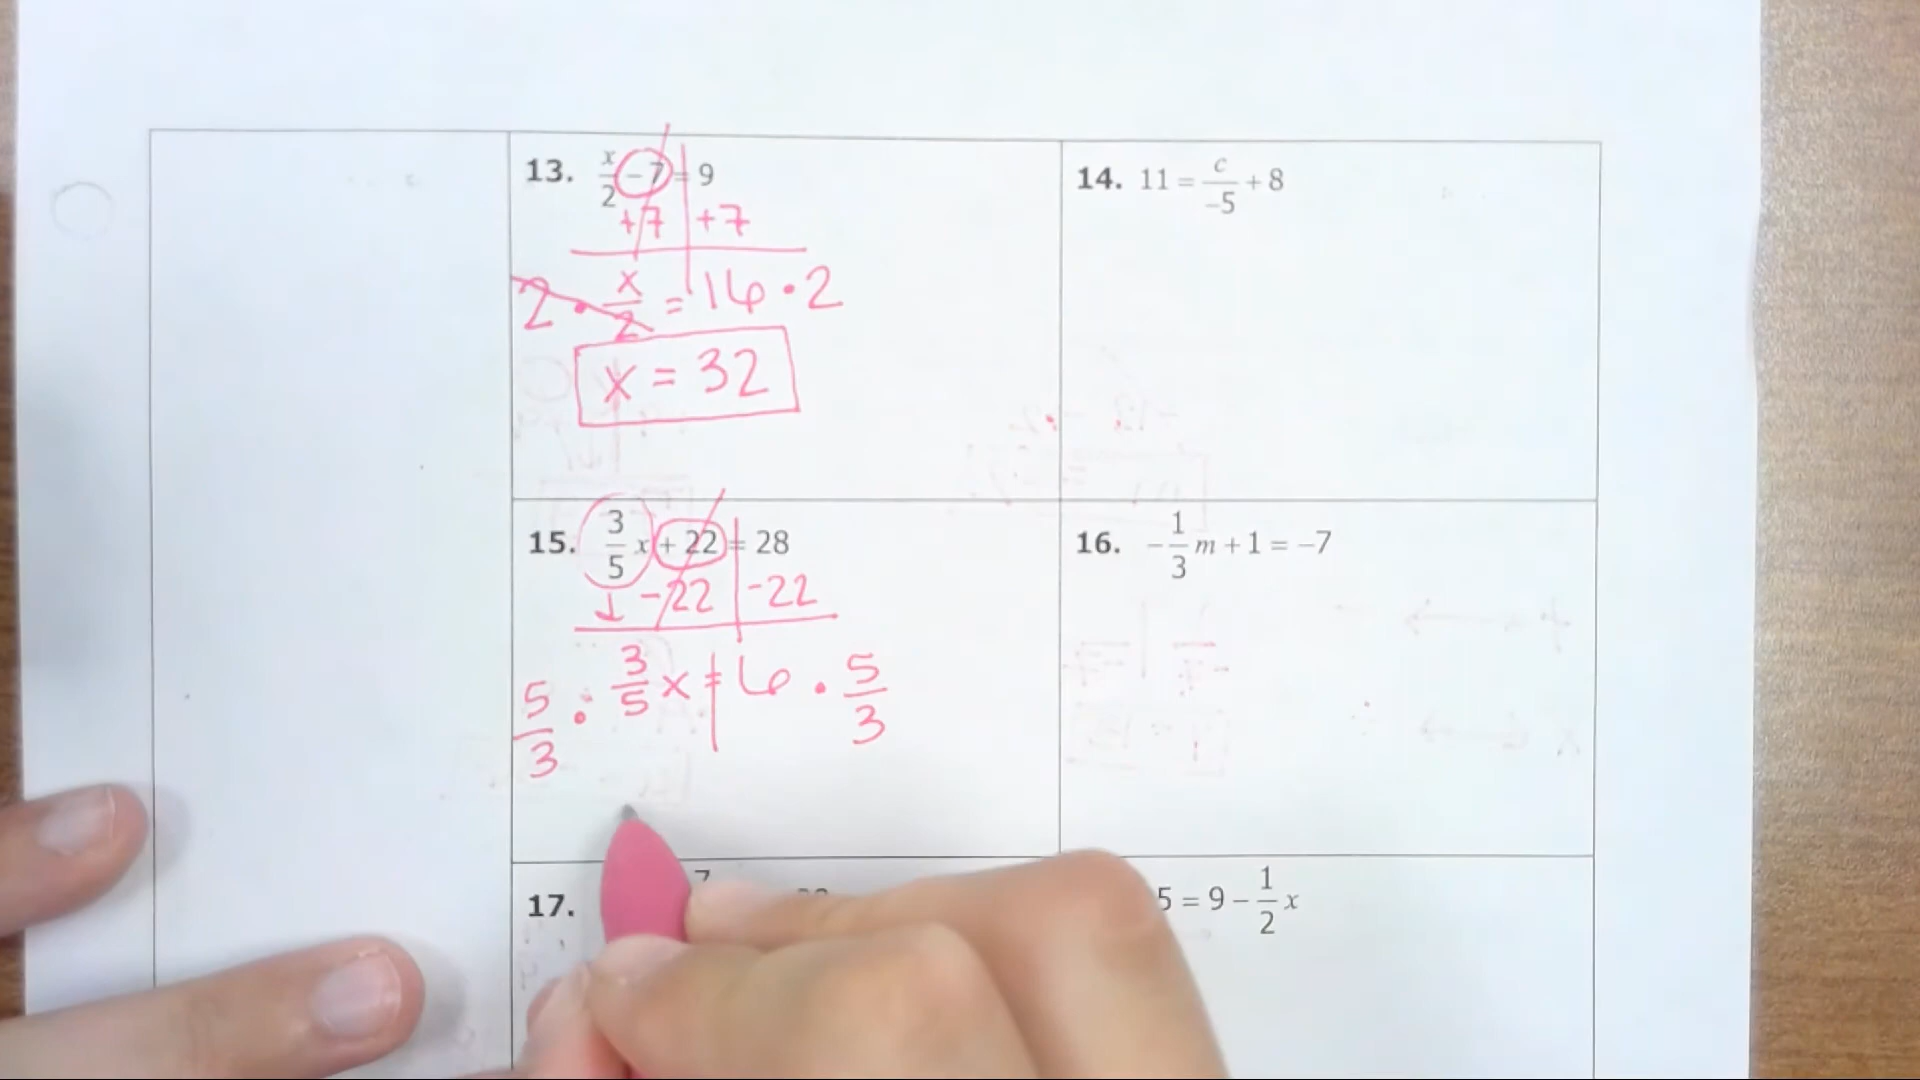 13. x/2 - 7 = 9
+7 +7
2 · x/2 = 16 · 2
x = 32
14. 11 = c/-5 + 8
15. 3/5 x + 22 = 28
↓ -22 -22
5/3 · 3/5 x = 6 · 5/3
16. -1/3 m + 1 = -7
17.
5 = 9 - 1/2 x